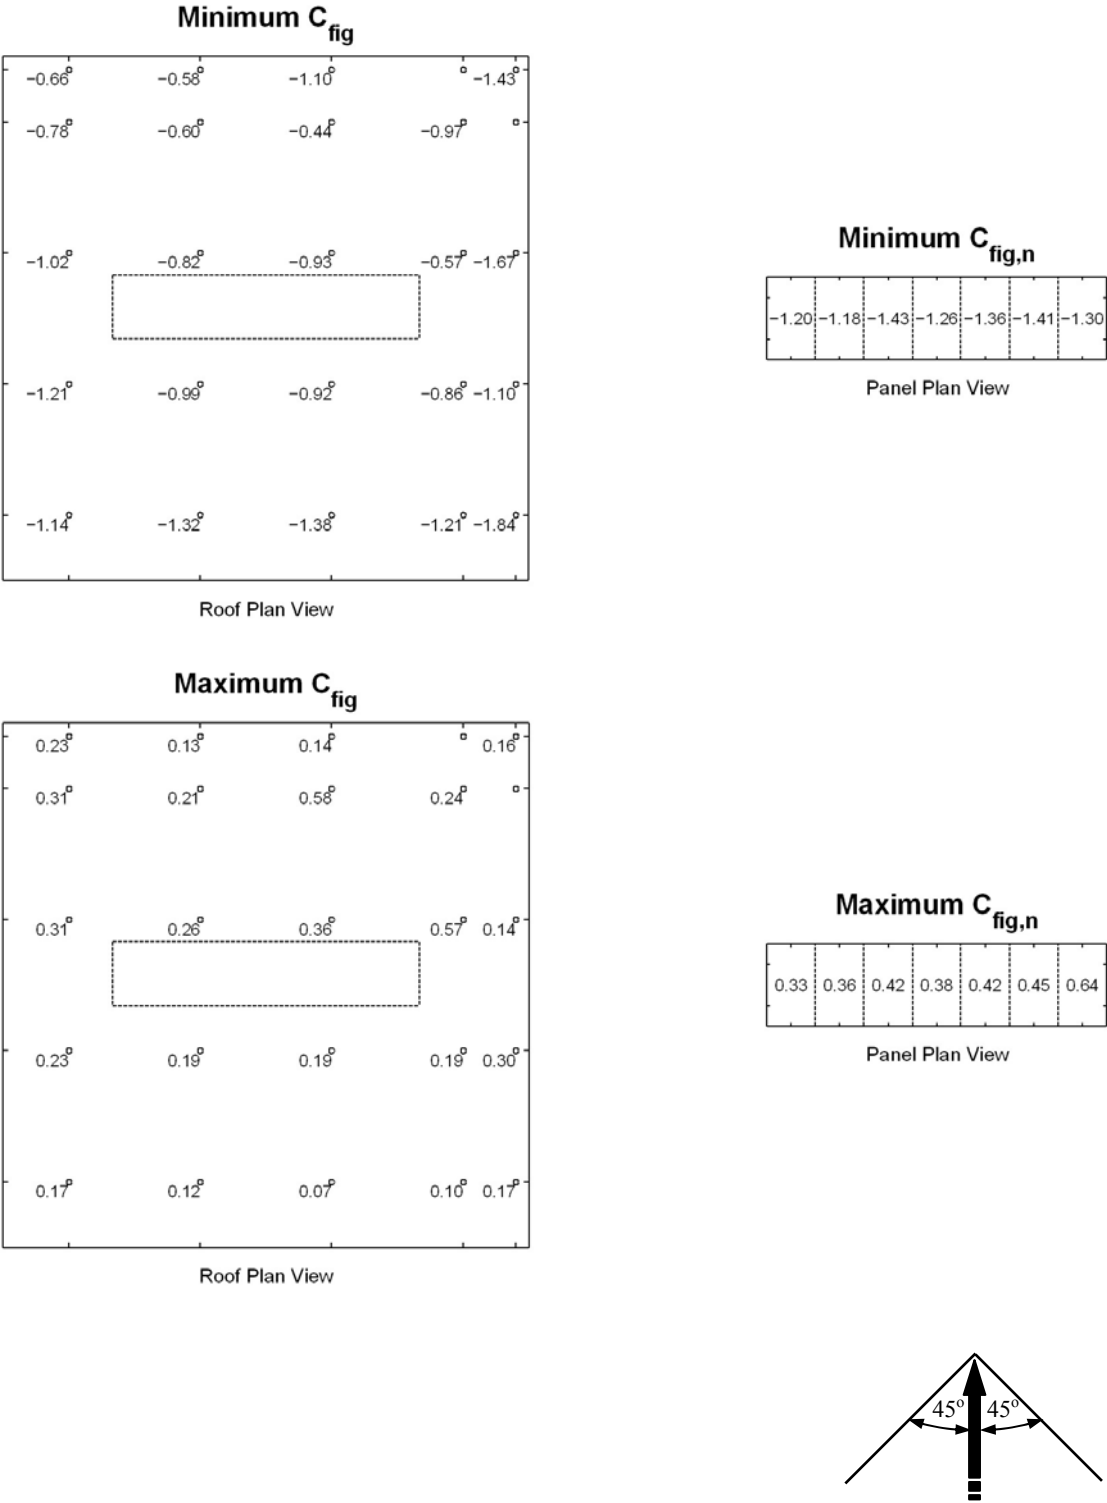 Minimum Cfig
−0.66 −0.58 −1.10 −1.43
−0.78 −0.60 −0.44 −0.97
−1.02 −0.82 −0.93 −0.57 −1.67
−1.21 −0.99 −0.92 −0.86 −1.10
−1.14 −1.32 −1.38 −1.21 −1.84
Roof Plan View
Minimum Cfig,n
−1.20 −1.18 −1.43 −1.26 −1.36 −1.41 −1.30
Panel Plan View
Maximum Cfig
0.23 0.13 0.14 0.16
0.31 0.21 0.58 0.24
0.31 0.26 0.36 0.57 0.14
0.23 0.19 0.19 0.19 0.30
0.17 0.12 0.07 0.10 0.17
Roof Plan View
Maximum Cfig,n
0.33 0.36 0.42 0.38 0.42 0.45 0.64
Panel Plan View
45º 45º